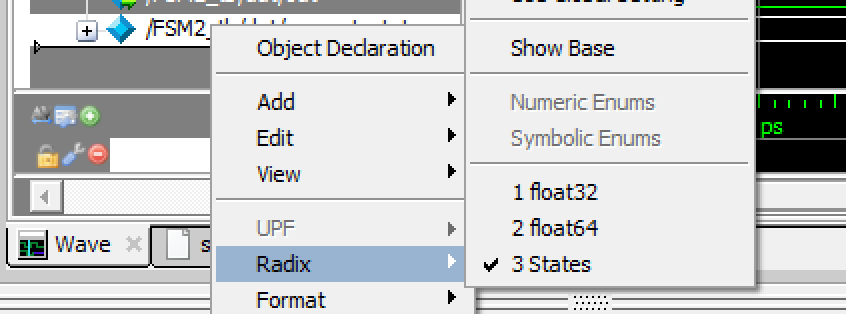 /FSM2_
Object Declaration
Add
Edit
View
UPF
Radix
Format
Show Base
Numeric Enums
Symbolic Enums
1 float32
2 float64
3 States
ps
Wave
s